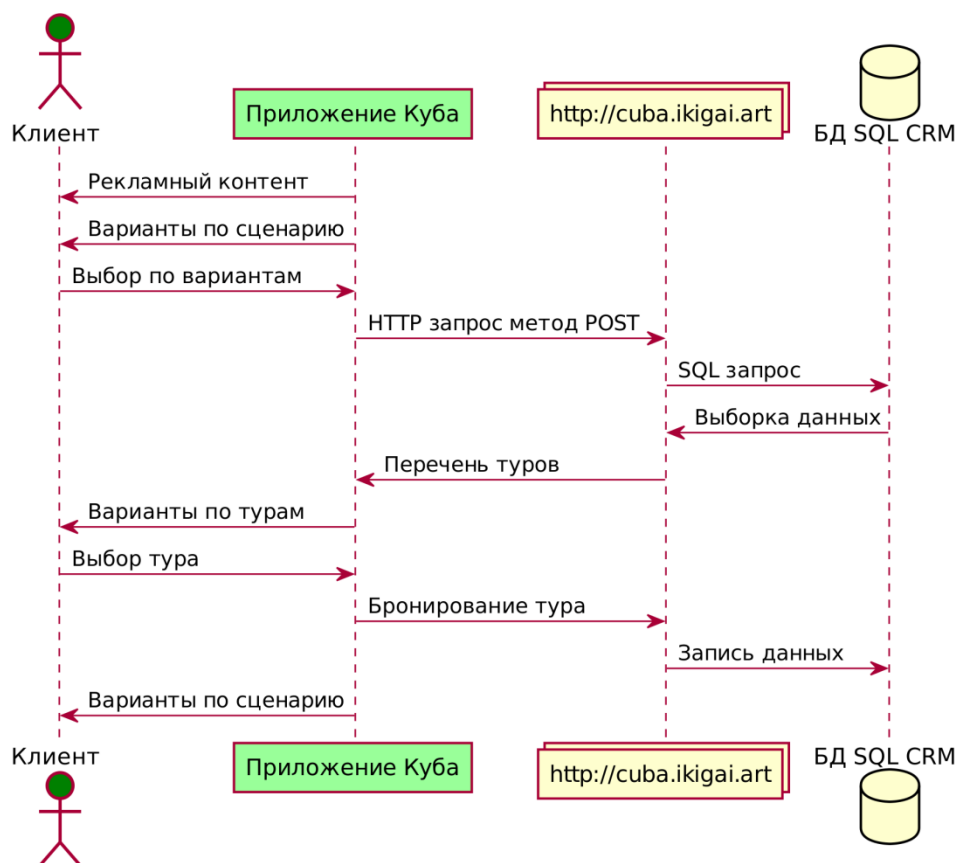 Клиент
Приложение Куба
http://cuba.ikigai.art
БД SQL CRM
Рекламный контент
Варианты по сценарию
Выбор по вариантам
HTTP запрос метод POST
SQL запрос
Выборка данных
Перечень туров
Варианты по турам
Выбор тура
Бронирование тура
Запись данных
Варианты по сценарию
Клиент
Приложение Куба
http://cuba.ikigai.art
БД SQL CRM